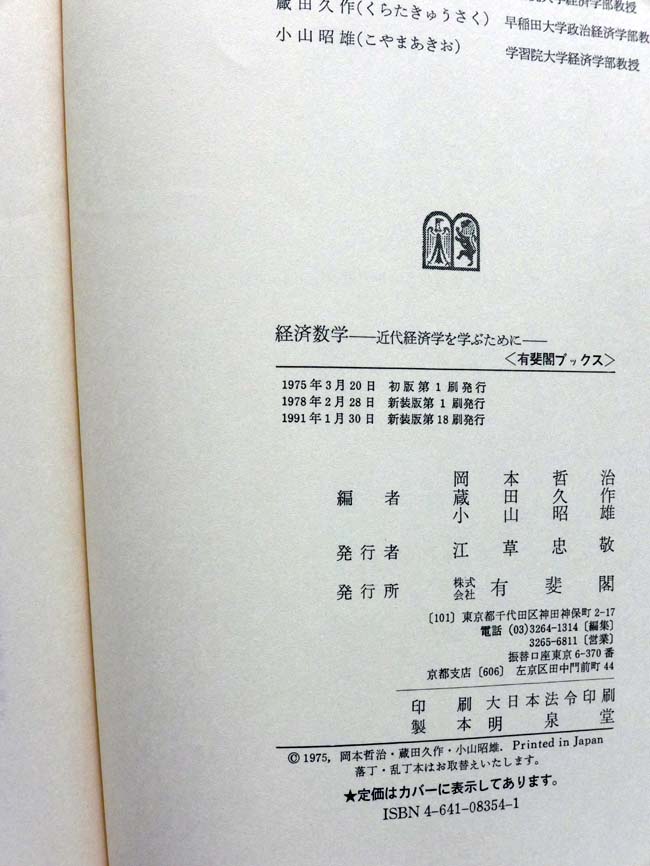 大学経済学部教授
蔵田久作(くらたきゅうさく) 早稲田大学政治経済学部教
小山昭雄(こやまあきお) 学習院大学経済学部教授
経済数学――近代経済学を学ぶために――
<有斐閣ブックス>
1975年3月20日 初版第1刷発行
1978年2月28日 新装版第1刷発行
1991年1月30日 新装版第18刷発行
編者
岡本哲治
蔵田久作
小山昭雄
発行者 江草忠敬
発行所 株式会社 有斐閣
〔101〕東京都千代田区神田神保町2-17
電話 (03)3264-1314〔編集〕
3265-6811〔営業〕
振替口座東京6-370番
京都支店〔606〕左京区田中門前町44
印刷 大日本法令印刷
製本 明泉堂
© 1975, 岡本哲治・蔵田久作・小山昭雄. Printed in Japan
落丁・乱丁本はお取替えいたします。
★定価はカバーに表示してあります。
ISBN 4-641-08354-1